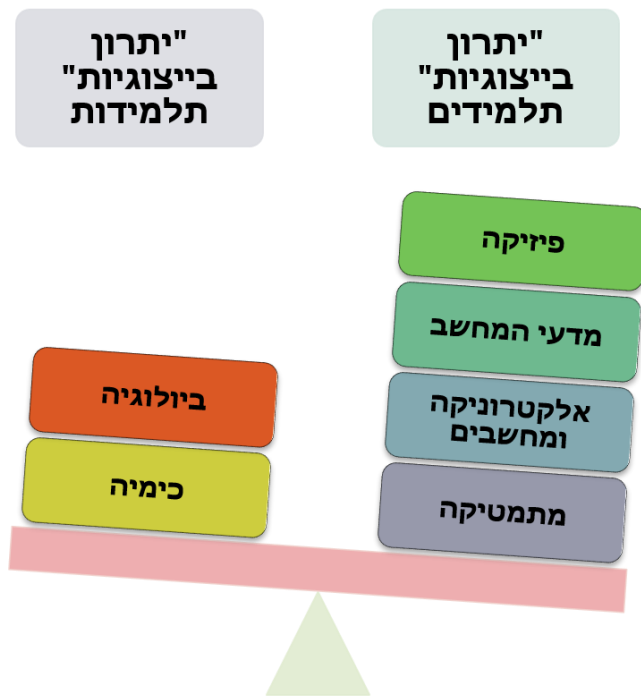 "יתרון
בייצוגיות"
תלמידים
"יתרון
בייצוגיות"
תלמידות
פיזיקה
מדעי המחשב
אלקטרוניקה
ומחשבים
מתמטיקה
ביולוגיה
כימיה